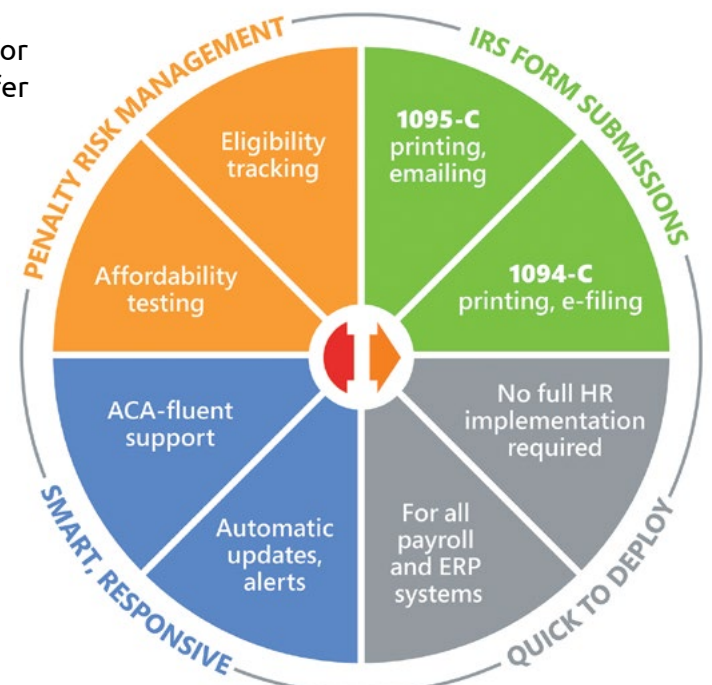 or
fer
PENALTY RISK MANAGEMENT
Eligibility
tracking
Affordability
testing
IRS FORM SUBMISSIONS
1095-C
printing,
emailing
1094-C
printing, e-filing
ACA-fluent
support
Automatic
updates,
alerts
SMART, RESPONSIVE
No full HR
implementation
required
For all
payroll
and ERP
systems
QUICK TO DEPLOY